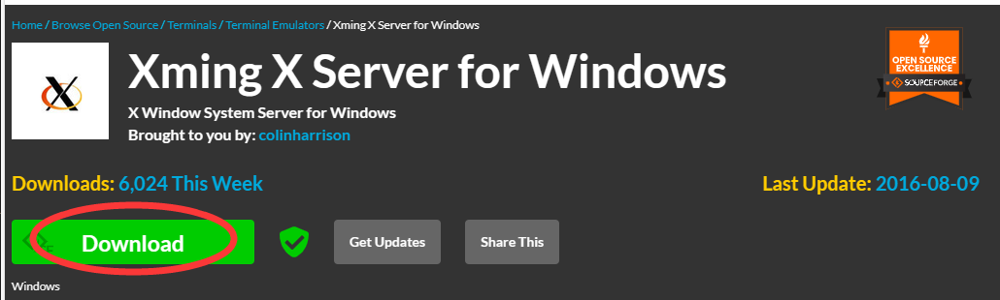 Home / Browse Open Source / Terminals / Terminal Emulators / Xming X Server for Windows
OPEN SOURCE
EXCELLENCE
SOURCEFORGE
Xming X Server for Windows
X Window System Server for Windows
Brought to you by: colinharrison
Downloads: 6,024 This Week
Last Update: 2016-08-09
Download
Get Updates
Share This
Windows